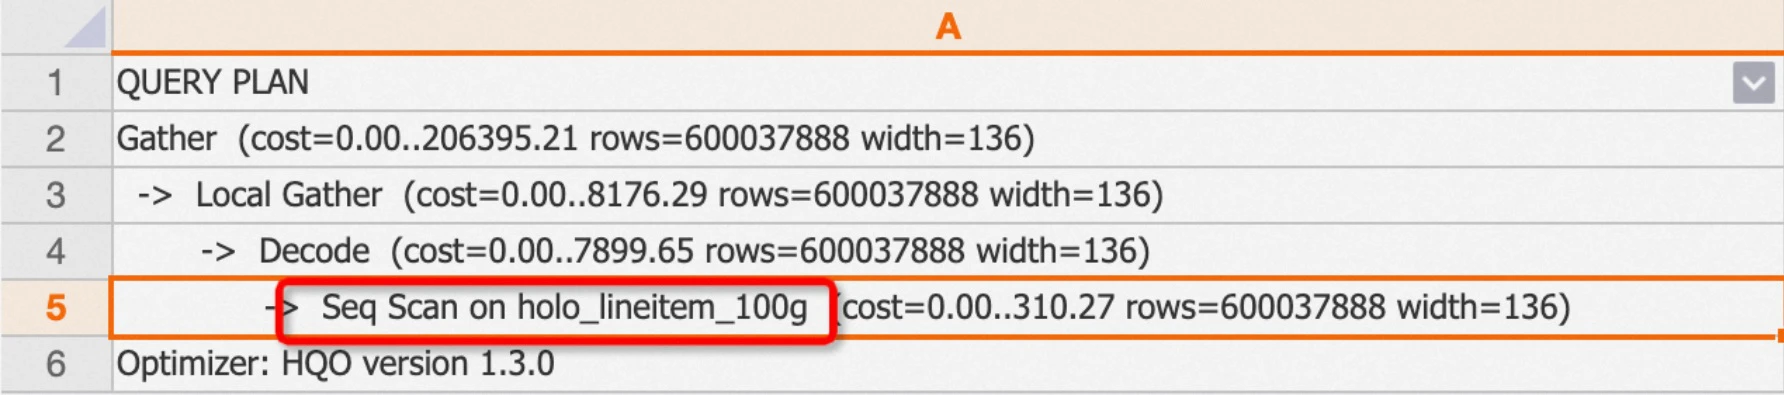 A
1 QUERY PLAN
2 Gather  (cost=0.00..206395.21 rows=600037888 width=136)
3 ->  Local Gather  (cost=0.00..8176.29 rows=600037888 width=136)
4 ->  Decode  (cost=0.00..7899.65 rows=600037888 width=136)
5 ->  Seq Scan on holo_lineitem_100g  (cost=0.00..310.27 rows=600037888 width=136)
6 Optimizer: HQO version 1.3.0